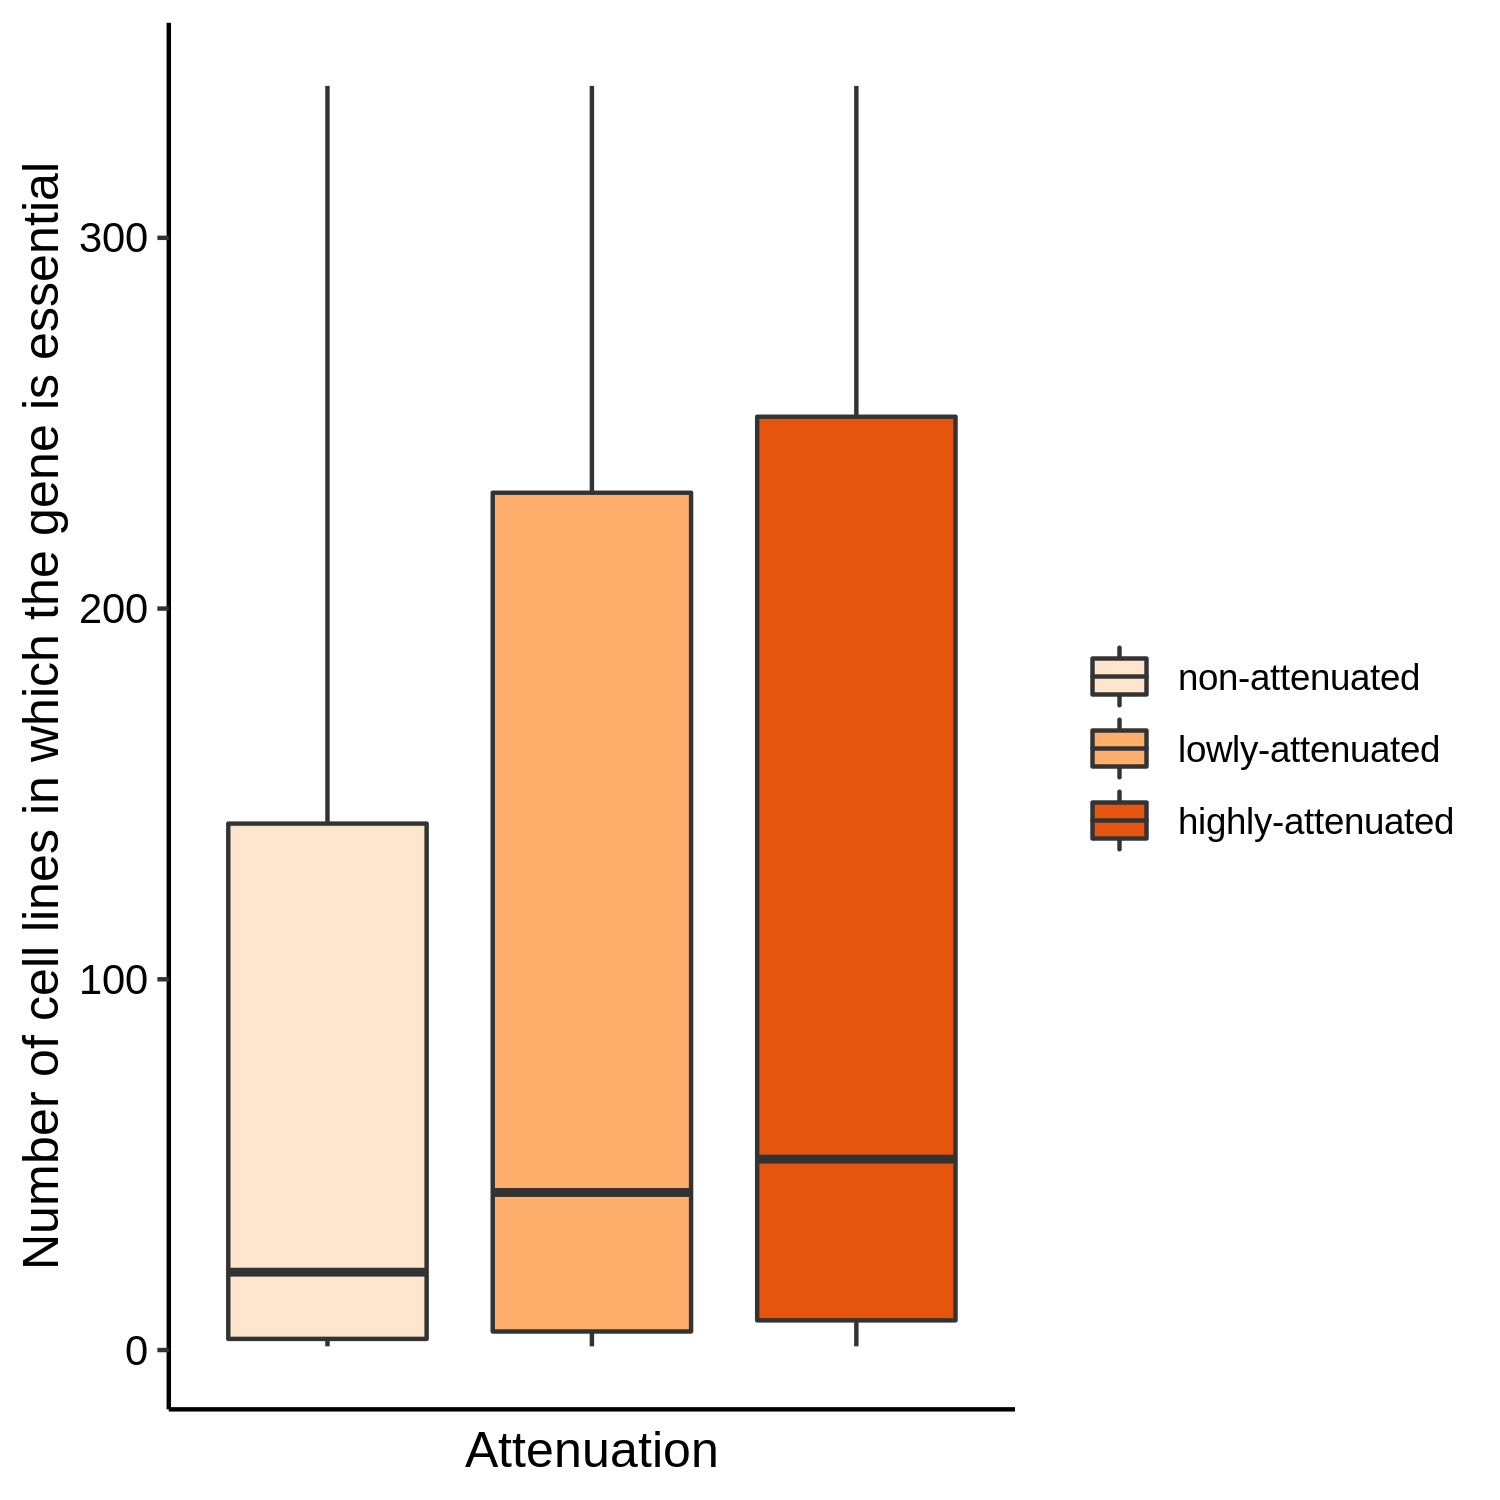 Number of cell lines in which the gene is essential
300
200
100
0
Attenuation
non-attenuated
lowly-attenuated
highly-attenuated